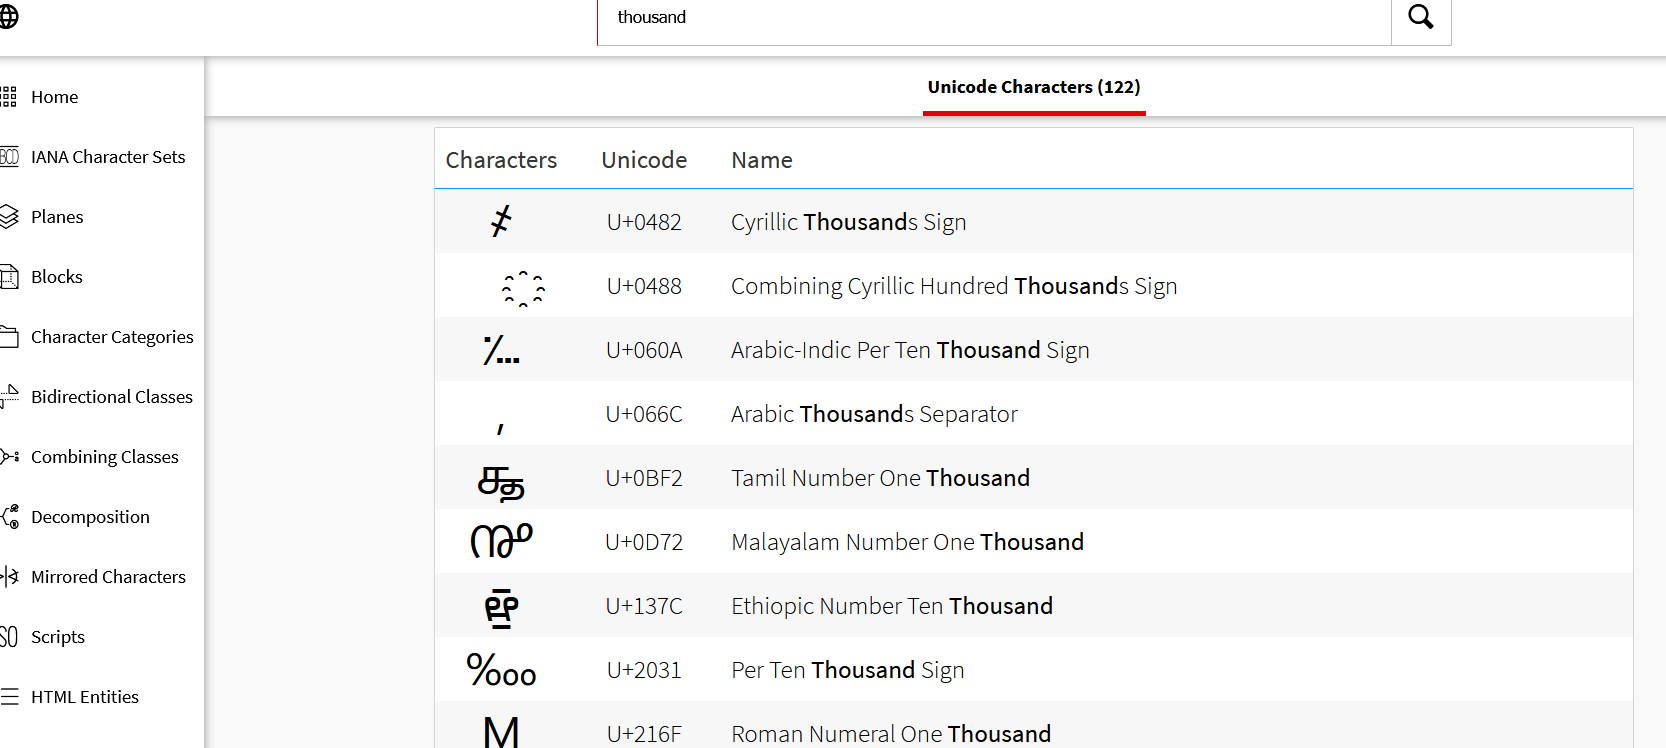 thousand
Home
IANA Character Sets
Planes
Blocks
Character Categories
Bidirectional Classes
Combining Classes
Decomposition
Mirrored Characters
Scripts
HTML Entities
Unicode Characters (122)
Characters Unicode Name
҂ U+0482 Cyrillic Thousands Sign
◌҈ U+0488 Combining Cyrillic Hundred Thousands Sign
؊ U+060A Arabic-Indic Per Ten Thousand Sign
٬ U+066C Arabic Thousands Separator
௲ U+0BF2 Tamil Number One Thousand
൲ U+0D72 Malayalam Number One Thousand
፼ U+137C Ethiopic Number Ten Thousand
‱ U+2031 Per Ten Thousand Sign
Ⅿ U+216F Roman Numeral One Thousand